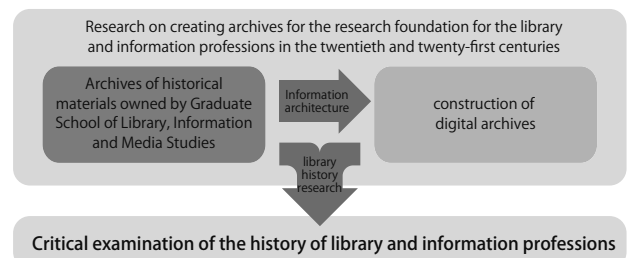 Research on creating archives for the research foundation for the library
and information professions in the twentieth and twenty-first centuries
Archives of historical
materials owned by Graduate
School of Library, Information
and Media Studies
Information
architecture
construction of
digital archives
library
history
research
Critical examination of the history of library and information professions